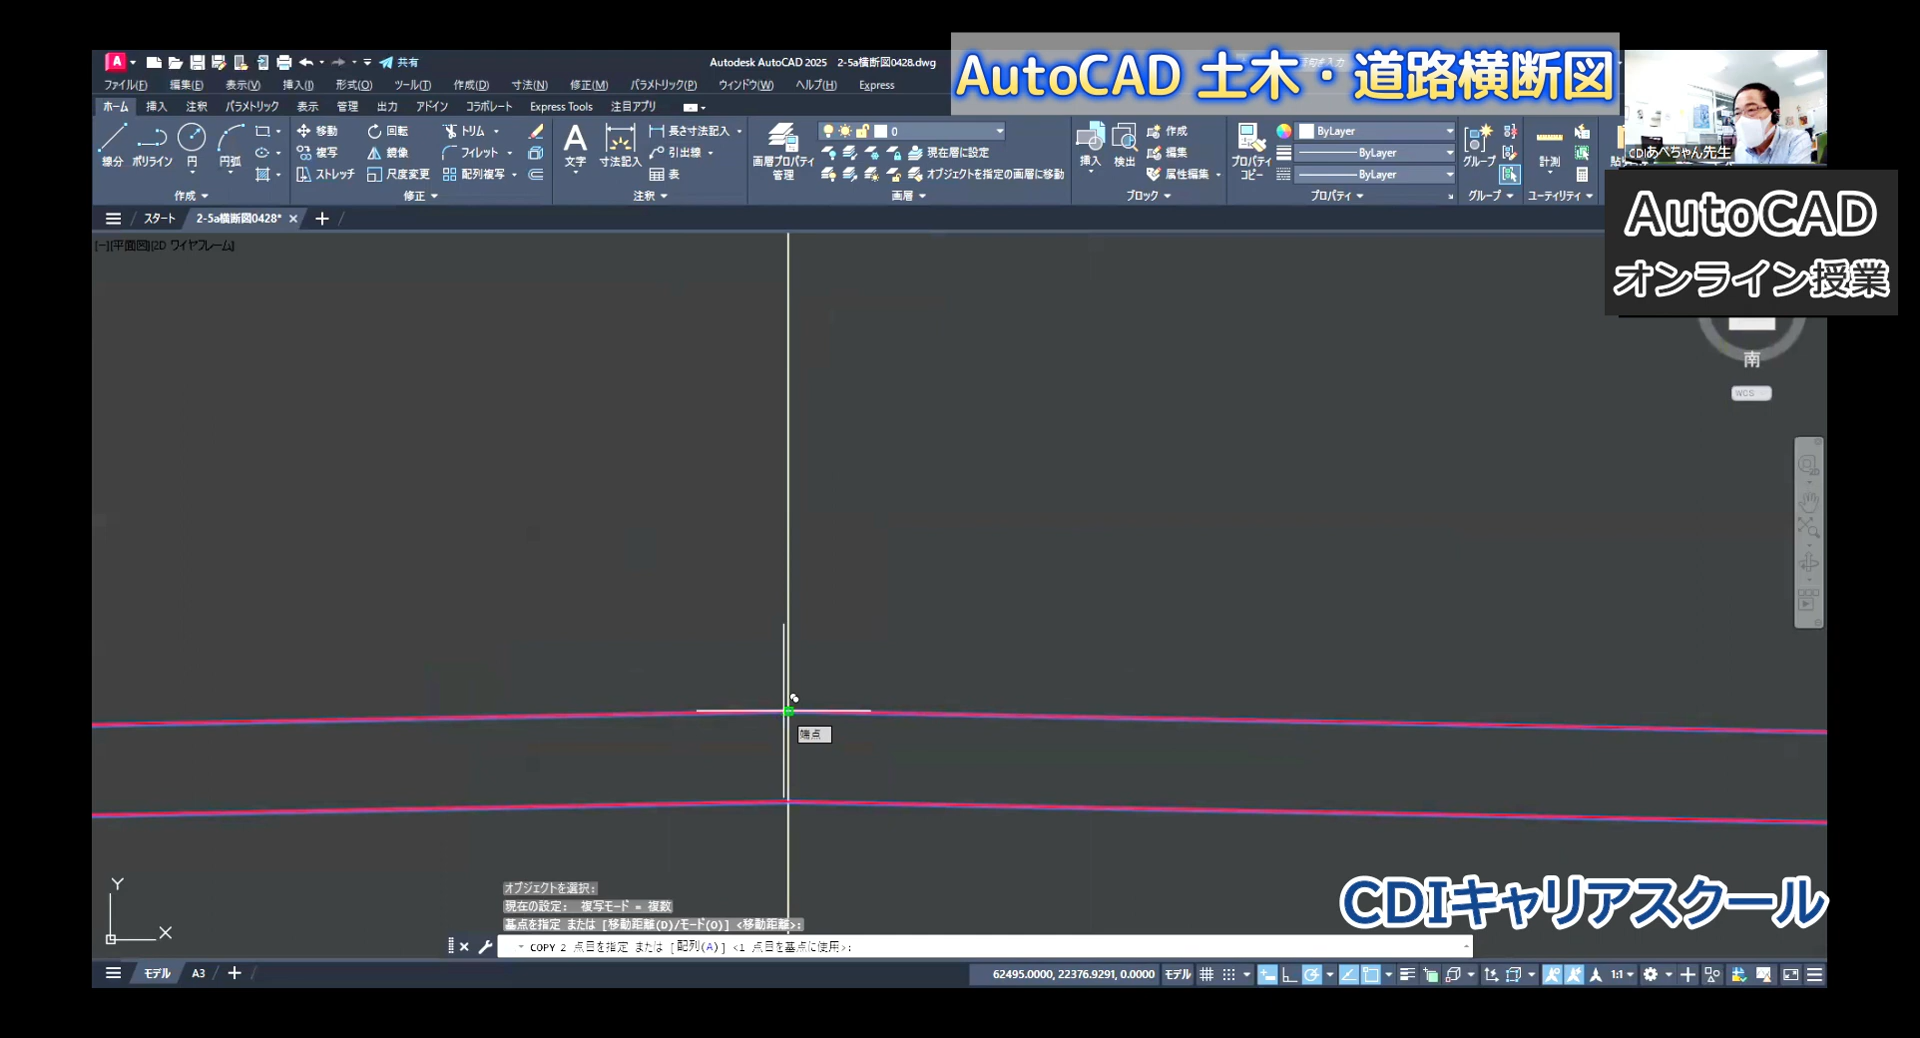 Autodesk AutoCAD 2025 2-5a横断図0428.dwg
共有
AutoCAD 土木・道路横断図
ファイル(F) 編集(E) 表示(V) 挿入(I) 形式(O) ツール(T) 作成(D) 寸法(N) 修正(M) パラメトリック(P) ウィンドウ(W) ヘルプ(H) Express
ホーム 挿入 注釈 パラメトリック 表示 管理 出力 アドイン コラボレート Express Tools 注目アプリ
線分 ポリライン 円 円弧
移動 回転 トリム
複写 鏡像 フィレット
ストレッチ 尺度変更 配列複写
文字 寸法記入
長さ寸法記入
引出線
表
画層プロパティ管理
0
現在層に設定
オブジェクトを指定の画層に移動
挿入 検出
作成
編集
属性編集
プロパティコピー
ByLayer
ByLayer
ByLayer
グループ
計測
作成 修正 注釈 画層 ブロック プロパティ グループ ユーティリティ
CDIあべちゃん先生
スタート 2-5a横断図0428*
AutoCAD
オンライン授業
[−][平面図][2D ワイヤフレーム]
南
WCS
端点
オブジェクトを選択:
現在の設定: 複写モード = 複数
基点を指定 または [移動距離(D)/モード(O)] <移動距離>:
COPY 2 点目を指定 または [配列(A)] <1 点目を基点に使用>:
Y
X
CDIキャリアスクール
モデル A3
62495.0000, 22376.9291, 0.0000 モデル
1:1